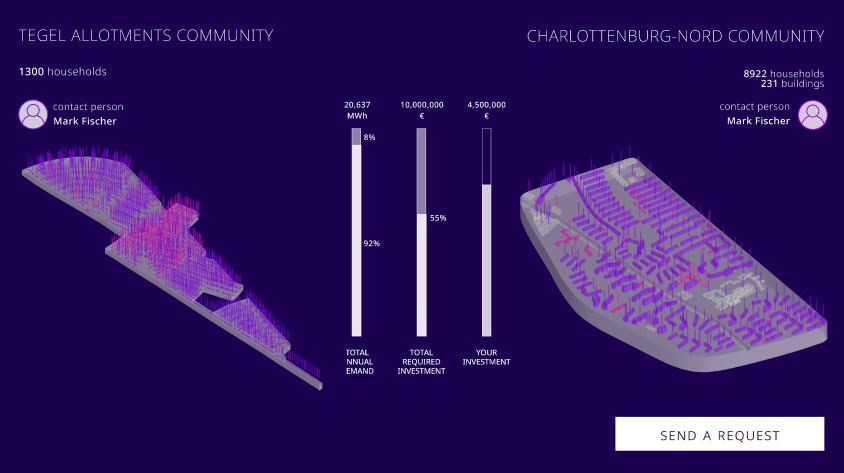 TEGEL ALLOTMENTS COMMUNITY
1300 households
contact person
Mark Fischer
CHARLOTTENBURG-NORD COMMUNITY
8922 households
231 buildings
contact person
Mark Fischer
20,637
MWh
8%
92%
TOTAL
NNUAL
EMAND
10,000,000
€
55%
TOTAL
REQUIRED
INVESTMENT
4,500,000
€
YOUR
INVESTMENT
SEND A REQUEST